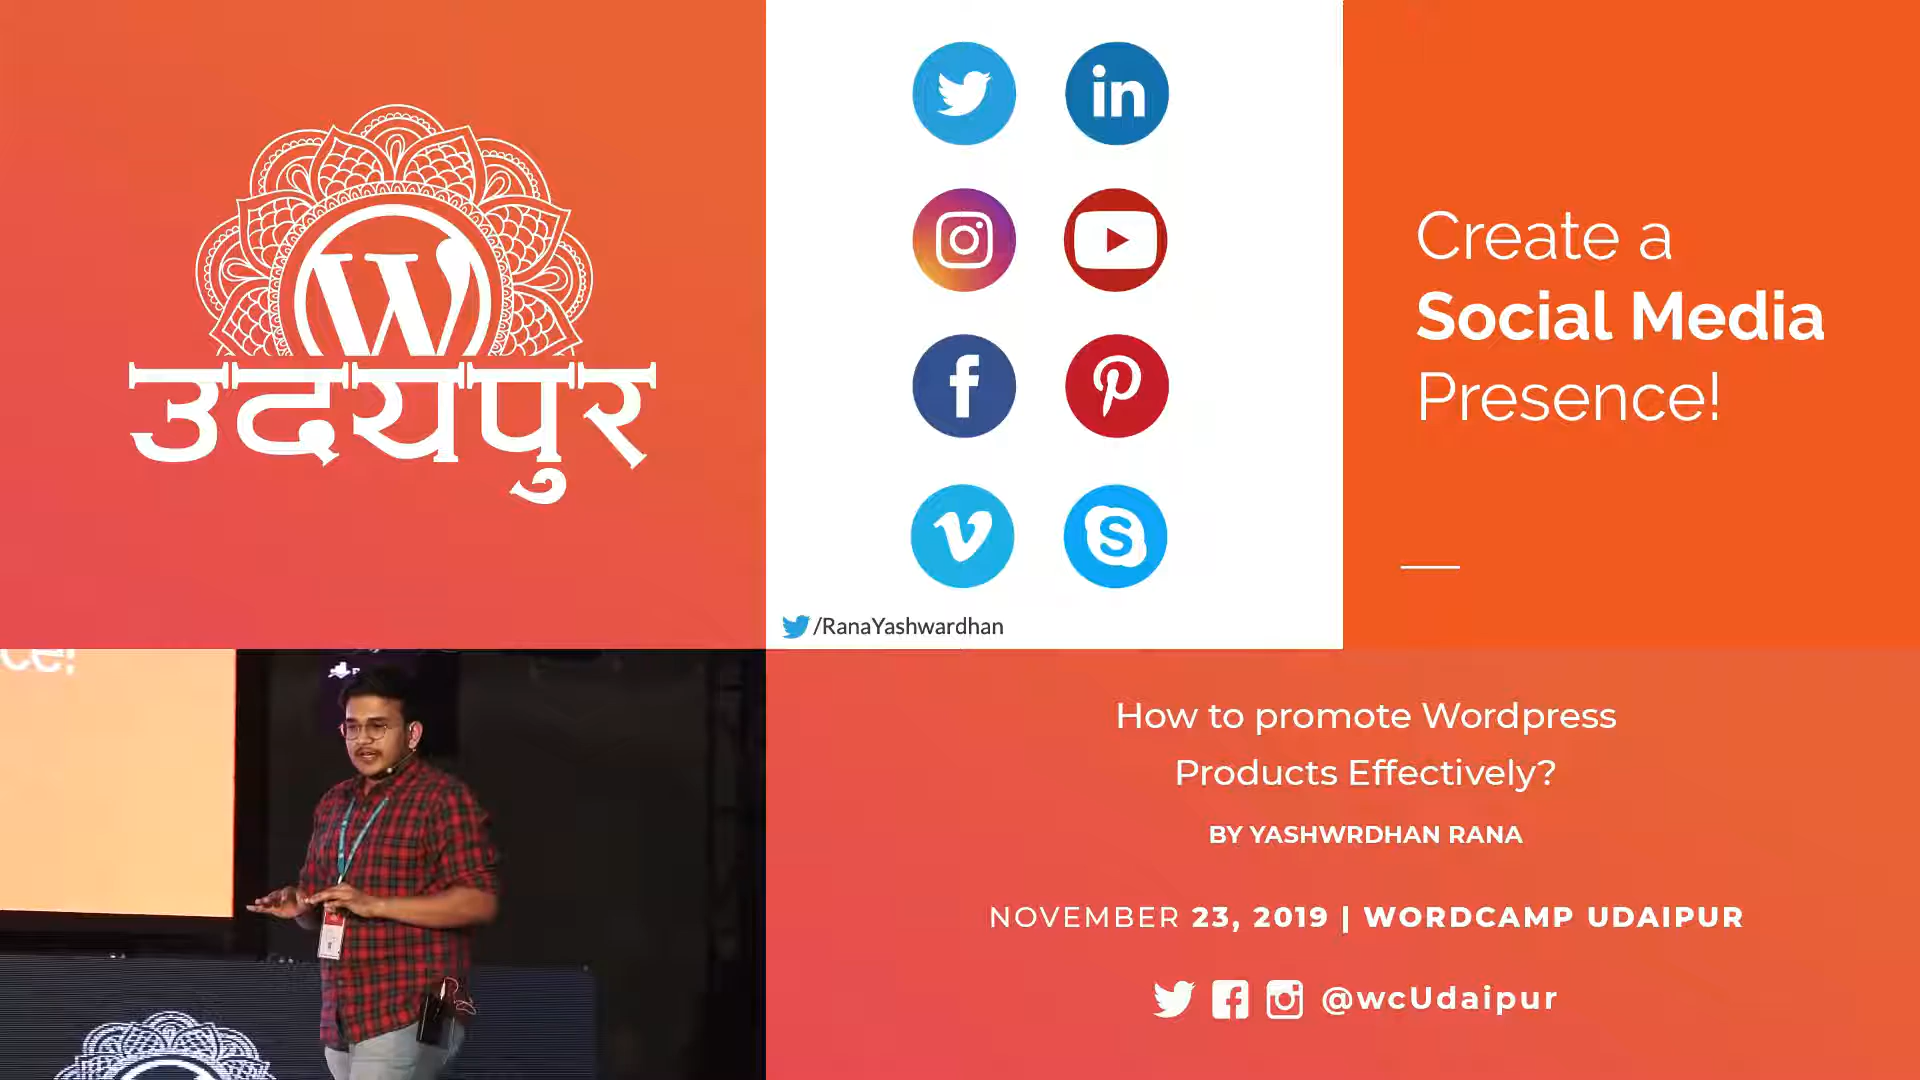 उदयपुर
Create a
Social Media
Presence!
/RanaYashwardhan
ce!
How to promote Wordpress
Products Effectively?
BY YASHWRDHAN RANA
NOVEMBER 23, 2019 | WORDCAMP UDAIPUR
@wcUdaipur